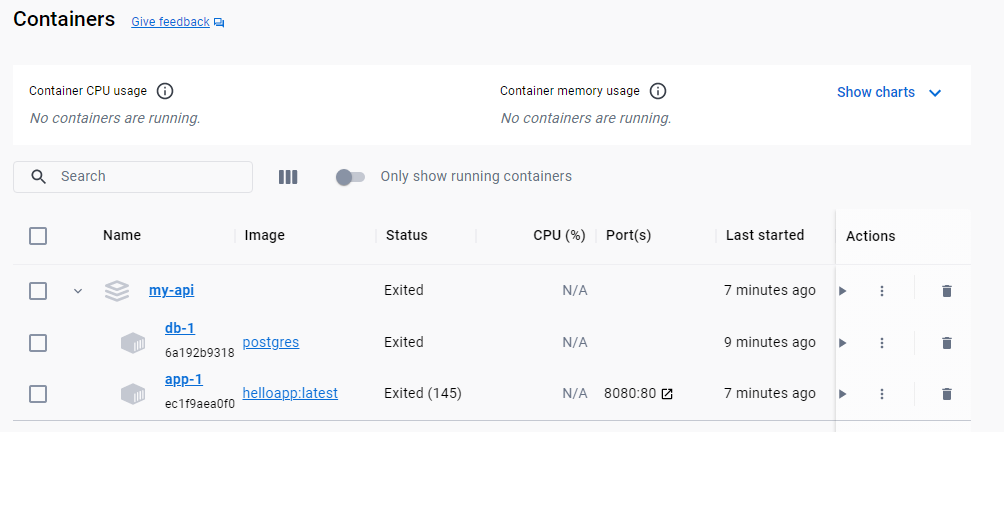 Containers Give feedback
Container CPU usage Container memory usage Show charts
No containers are running. No containers are running.
Search Only show running containers
Name Image Status CPU (%) Port(s) Last started Actions
my-api Exited N/A 7 minutes ago
db-1
6a192b9318 postgres Exited N/A 9 minutes ago
app-1
ec1f9aea0f0 helloapp:latest Exited (145) N/A 8080:80 7 minutes ago